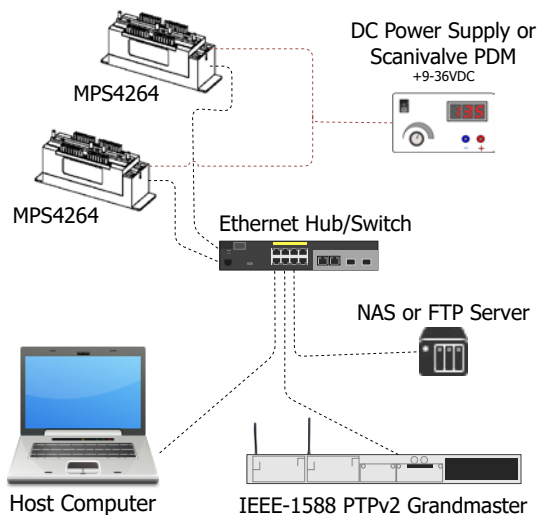 DC Power Supply or
Scanivalve PDM
+9-36VDC
MPS4264
MPS4264
Ethernet Hub/Switch
NAS or FTP Server
Host Computer
IEEE-1588 PTPv2 Grandmaster